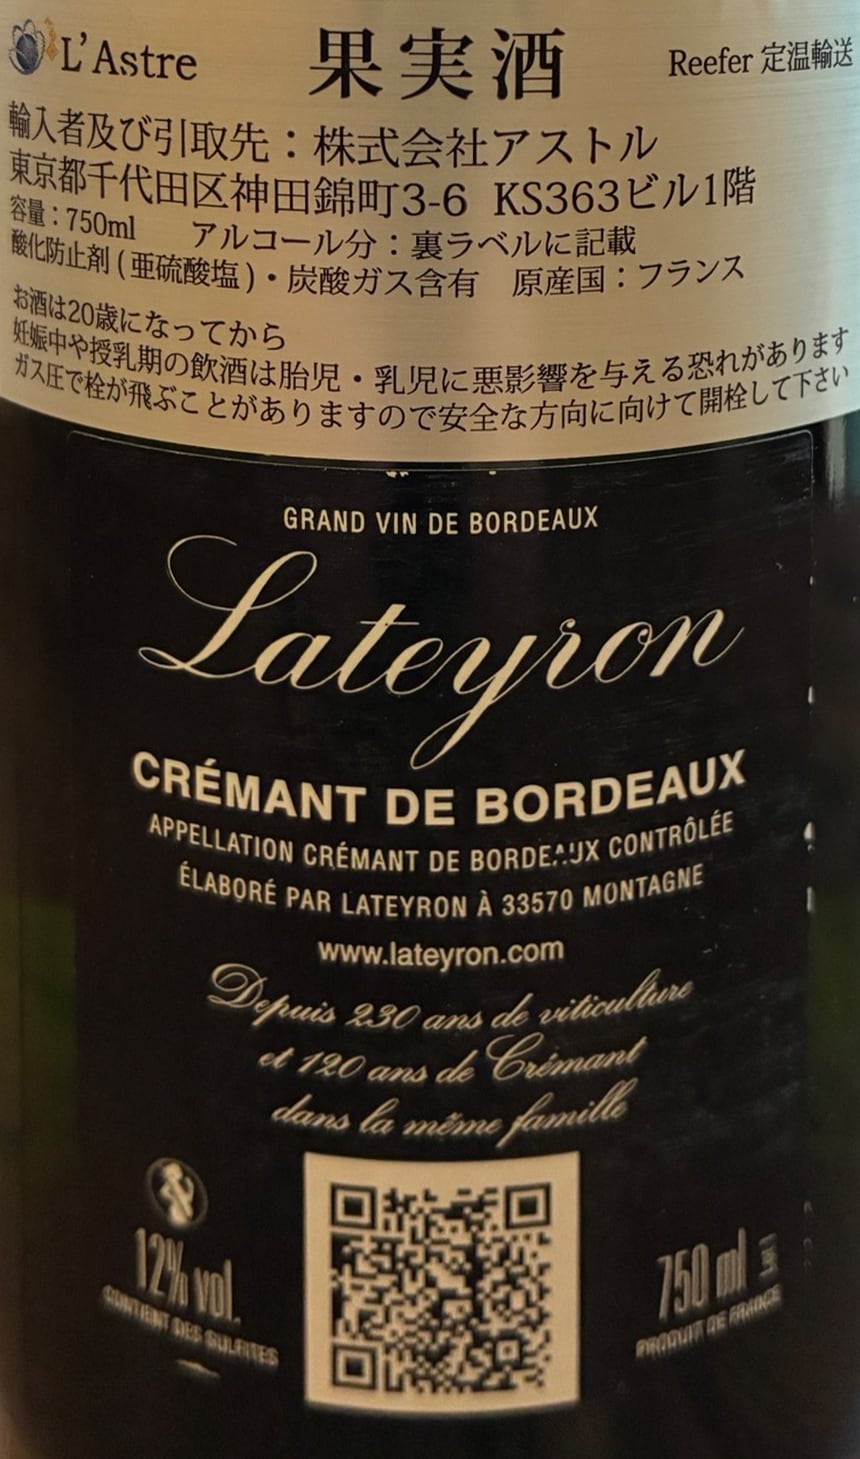 L'Astre 果実酒 Reefer 定温輸送
輸入者及び引取先：株式会社アストル
東京都千代田区神田錦町3-6 KS363ビル1階
容量：750ml アルコール分：裏ラベルに記載
酸化防止剤(亜硫酸塩)・炭酸ガス含有 原産国：フランス
お酒は20歳になってから
妊娠中や授乳期の飲酒は胎児・乳児に悪影響を与える恐れがあります
ガス圧で栓が飛ぶことがありますので安全な方向に向けて開栓して下さい
GRAND VIN DE BORDEAUX
Lateyron
CRÉMANT DE BORDEAUX
APPELLATION CRÉMANT DE BORDEAUX CONTRÔLÉE
ÉLABORÉ PAR LATEYRON À 33570 MONTAGNE
www.lateyron.com
Depuis 230 ans de viticulture
et 120 ans de Crémant
dans la même famille
12% vol. 750 ml
CONTIENT DES SULFITES PRODUIT DE FRANCE